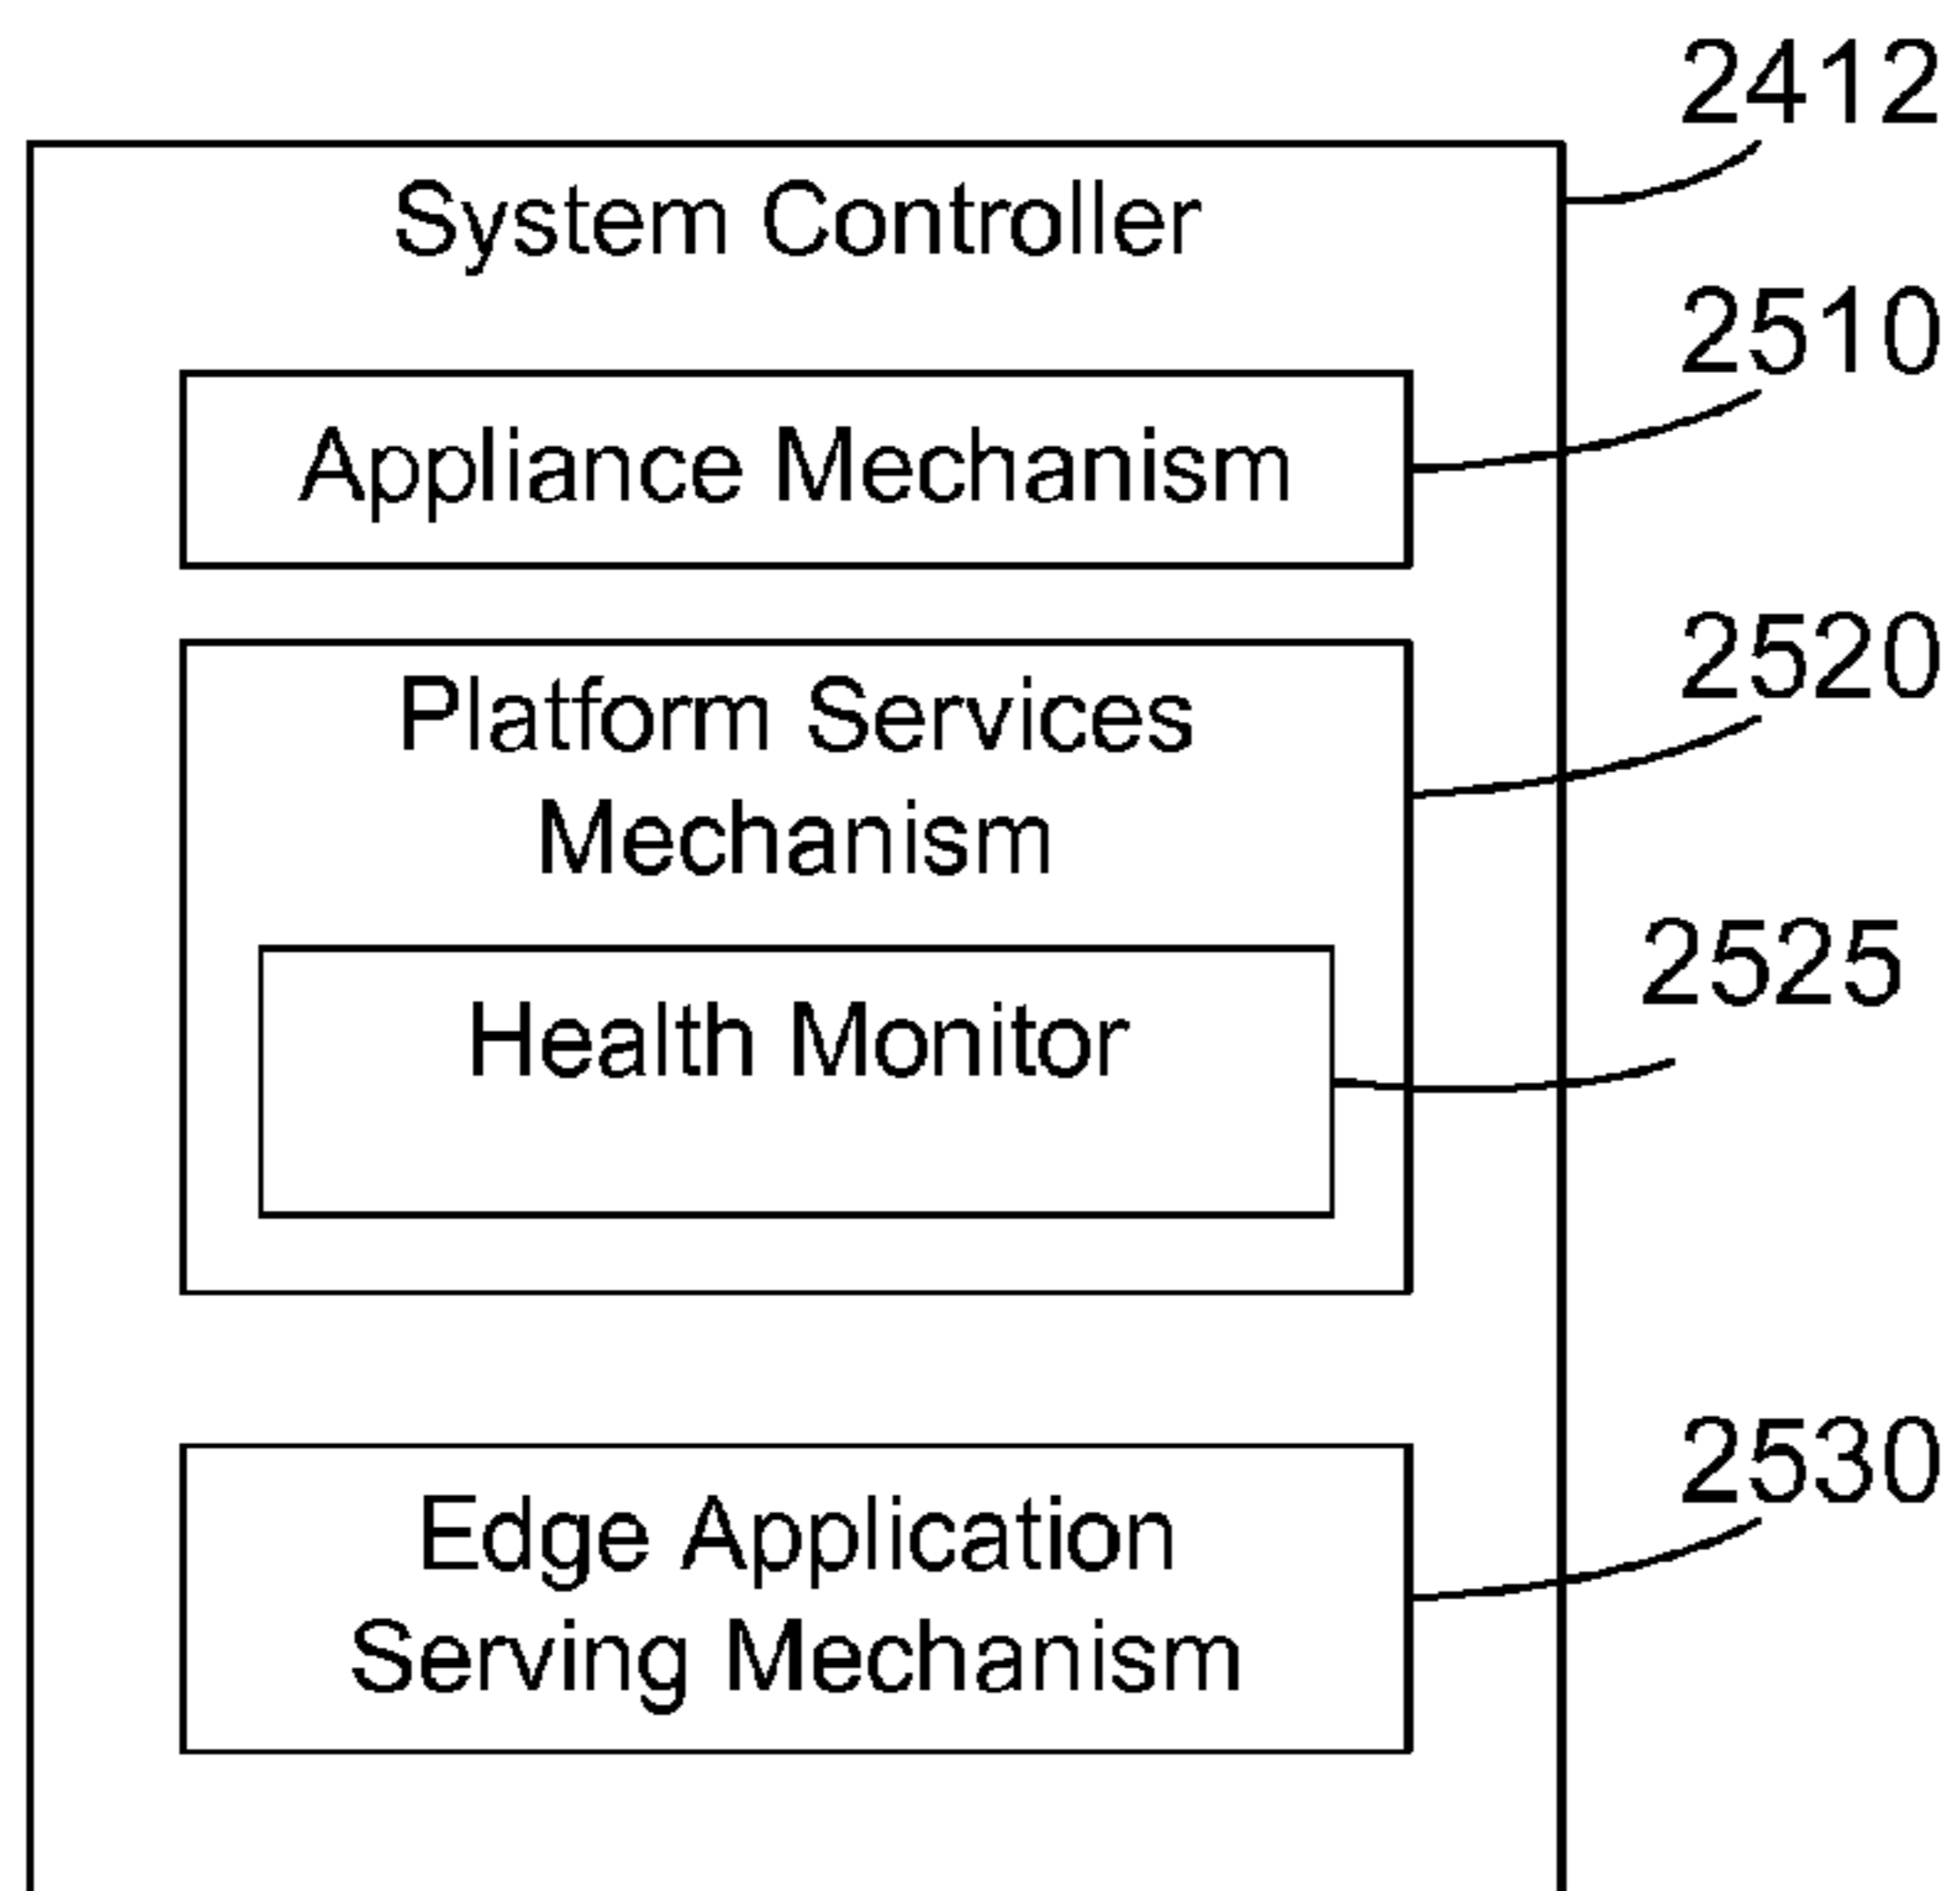 2412
System Controller
2510
Appliance Mechanism
2520
Platform Services
Mechanism
2525
Health Monitor
2530
Edge Application
Serving Mechanism